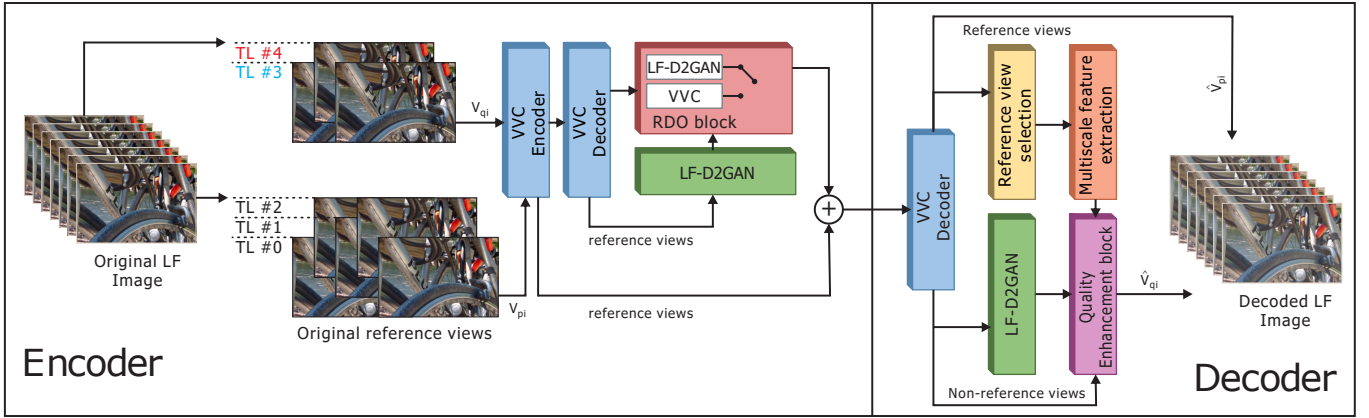 TL #4
TL #3
V_qi
Original LF
Image
TL #2
TL #1
TL #0
Original reference views
V_pi
VVC
Encoder
VVC
Decoder
LF-D2GAN
VVC
RDO block
LF-D2GAN
reference views
reference views
+
Encoder
Reference views
V̂_pi
VVC
Decoder
Reference view
selection
Multiscale feature
extraction
LF-D2GAN
Quality
Enhancement block
V̂_qi
Non-reference views
Decoded LF
Image
Decoder